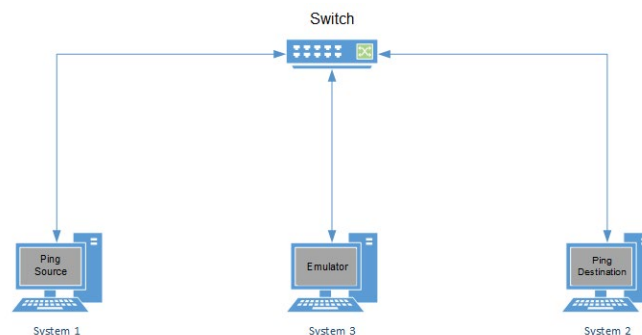 Switch
Ping
Source
Emulator
Ping
Destination
System 1
System 3
System 2